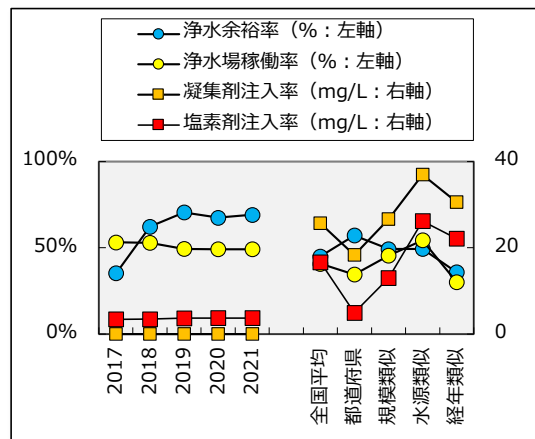 浄水余裕率（%：左軸）
浄水場稼働率（%：左軸）
凝集剤注入率（mg/L：右軸）
塩素剤注入率（mg/L：右軸）
100%
40
50%
20
0%
0
2017
2018
2019
2020
2021
全国平均
都道府県
規模類似
水源類似
経年類似